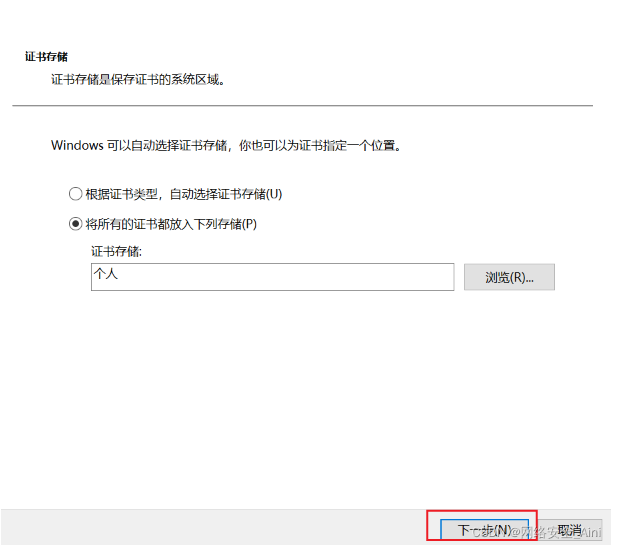 证书存储
证书存储是保存证书的系统区域。
Windows 可以自动选择证书存储，你也可以为证书指定一个位置。
根据证书类型，自动选择证书存储(U)
将所有的证书都放入下列存储(P)
证书存储:
个人
浏览(R)...
下一步(N)
取消
CSDN @网络安全_Aini